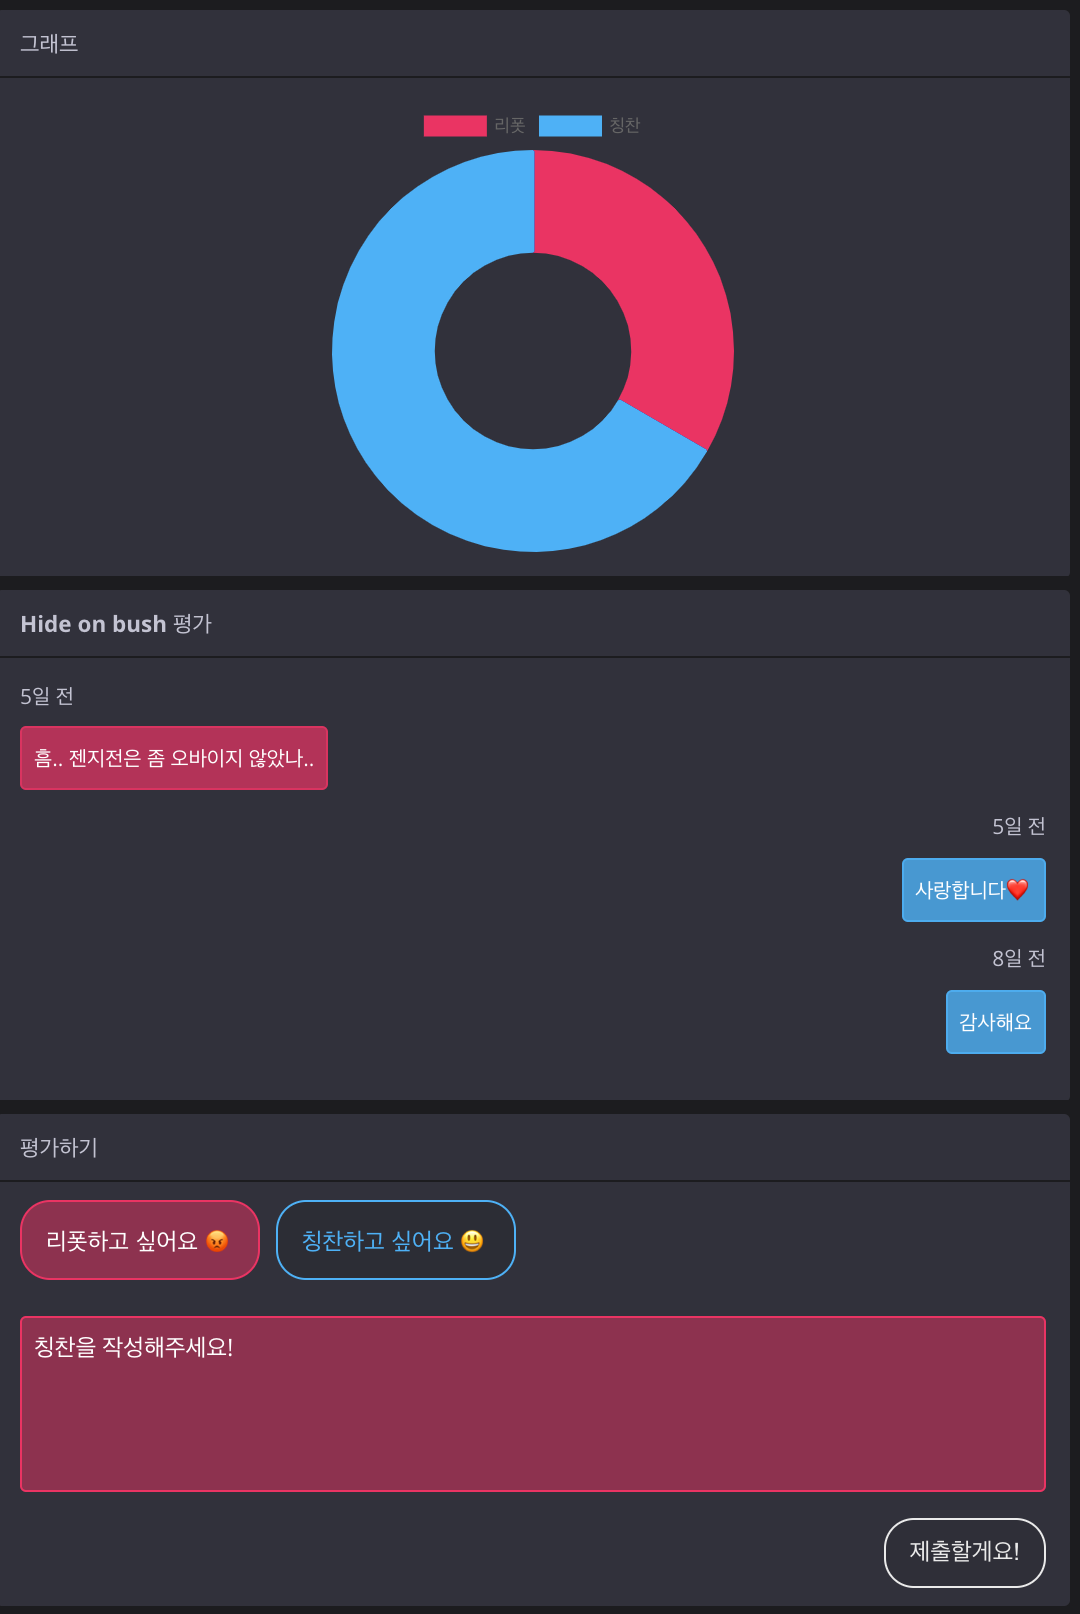 그래프
리폿 칭찬
Hide on bush 평가
5일 전
흠.. 젠지전은 좀 오바이지 않았나..
5일 전
사랑합니다❤️
8일 전
감사해요
평가하기
리폿하고 싶어요 😡 칭찬하고 싶어요 😃
칭찬을 작성해주세요!
제출할게요!